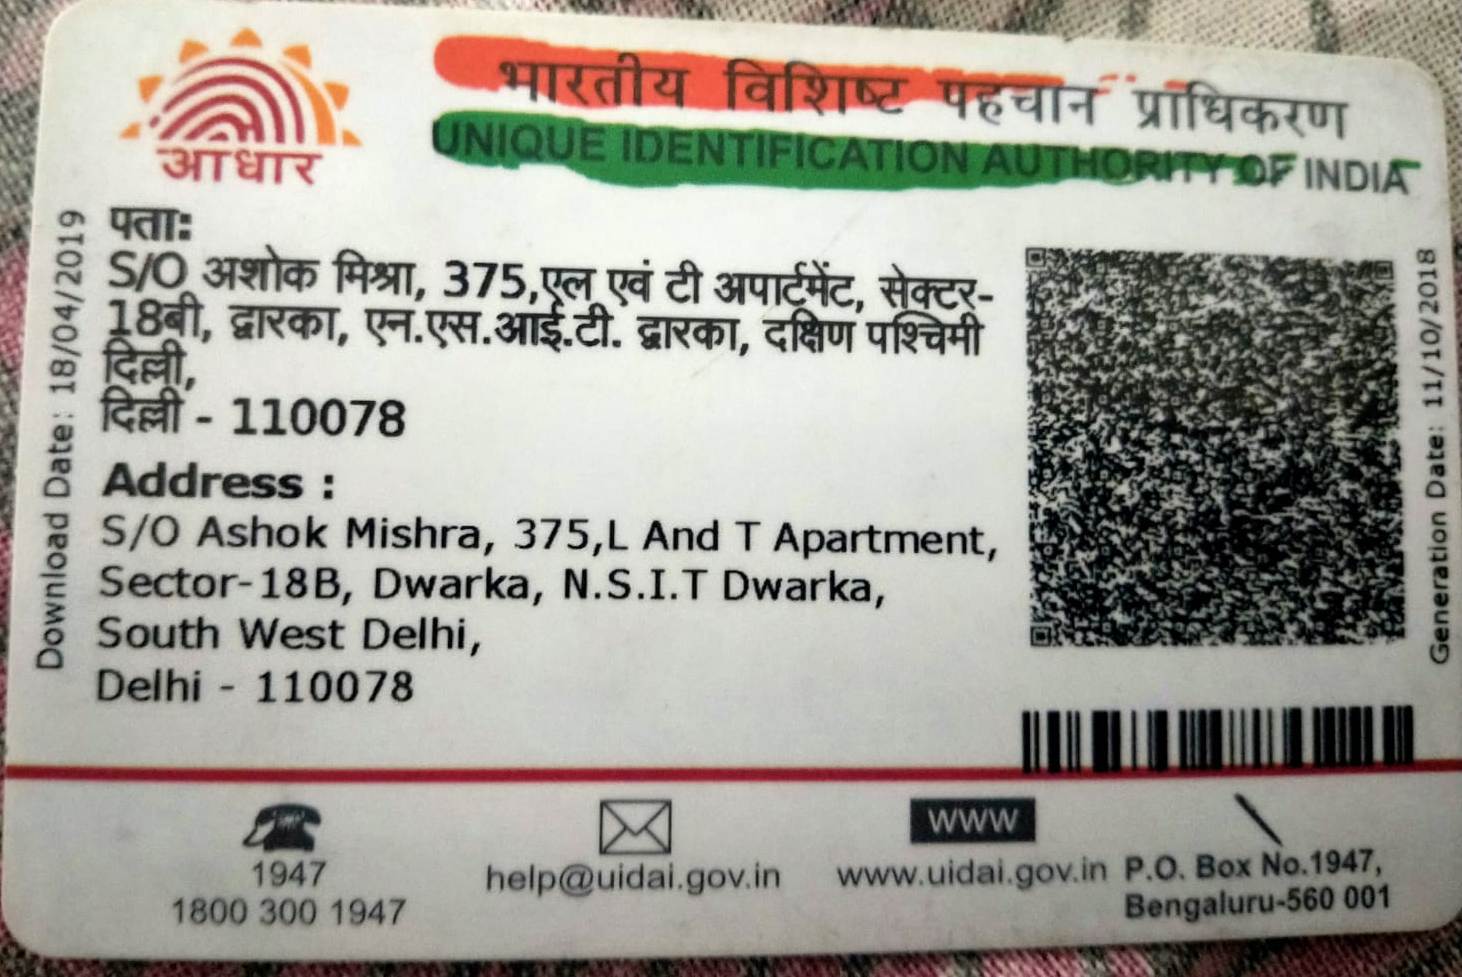 भारतीय विशिष्ट पहचान प्राधिकरण
UNIQUE IDENTIFICATION AUTHORITY OF INDIA
आधार
Download Date: 18/04/2019
पता:
S/O अशोक मिश्रा, 375,एल एवं टी अपार्टमेंट, सेक्टर-
18बी, द्वारका, एन.एस.आई.टी. द्वारका, दक्षिण पश्चिमी
दिल्ली,
दिल्ली - 110078
Address :
S/O Ashok Mishra, 375,L And T Apartment,
Sector-18B, Dwarka, N.S.I.T Dwarka,
South West Delhi,
Delhi - 110078
Generation Date: 11/10/2018
1947
1800 300 1947
help@uidai.gov.in
WWW
www.uidai.gov.in
P.O. Box No.1947,
Bengaluru-560 001